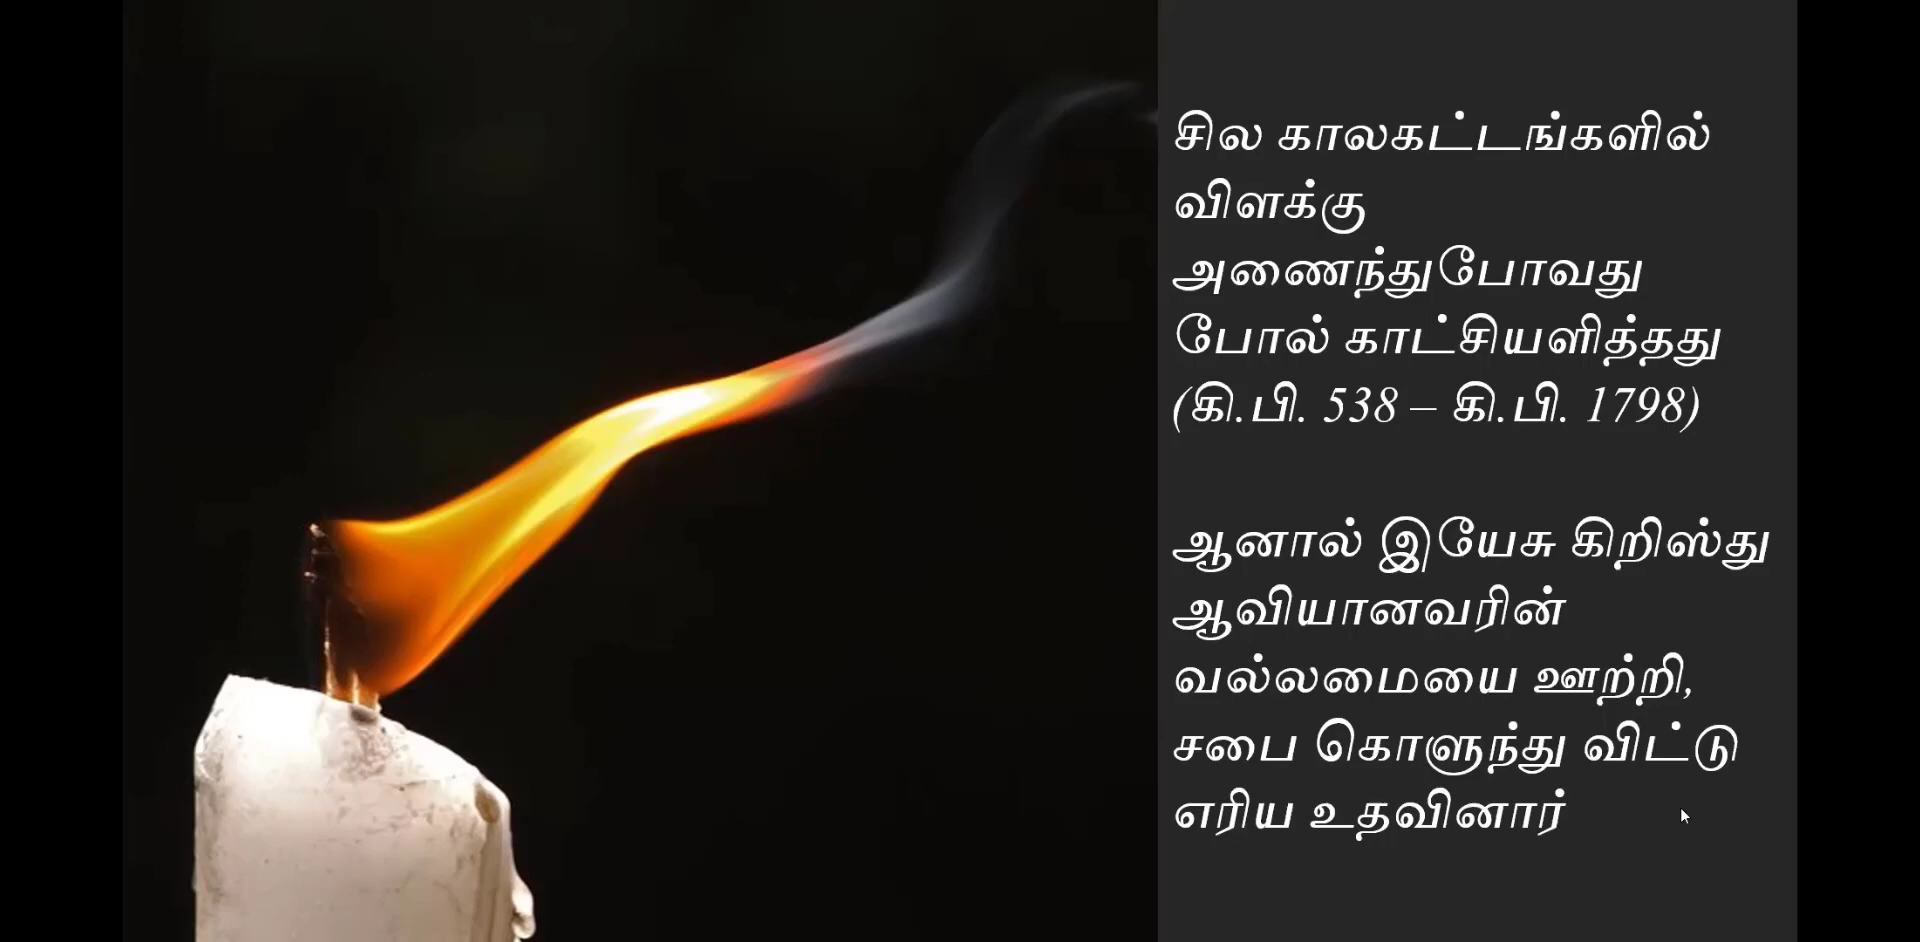 சில காலகட்டங்களில்
விளக்கு
அணைந்துபோவது
போல் காட்சியளித்தது
(கி.பி. 538 – கி.பி. 1798)
ஆனால் இயேசு கிறிஸ்து
ஆவியானவரின்
வல்லமையை ஊற்றி,
சபை கொளுந்து விட்டு
எரிய உதவினார்